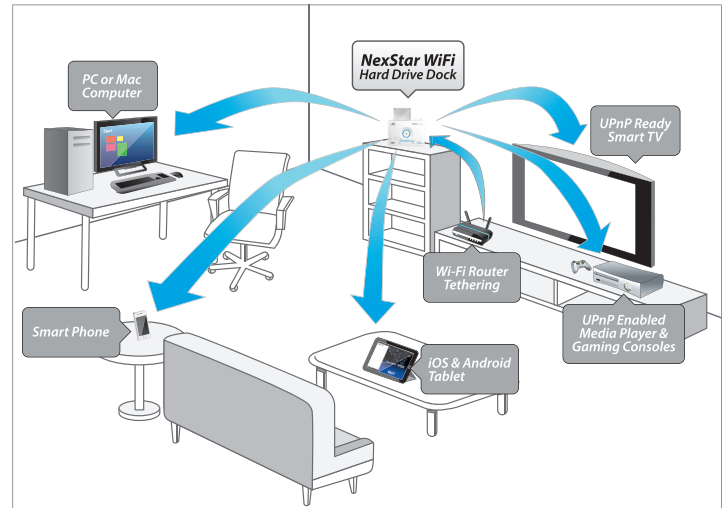 NexStar WiFi
Hard Drive Dock
PC or Mac
Computer
Start
UPnP Ready
Smart TV
Wi-Fi Router
Tethering
UPnP Enabled
Media Player &
Gaming Consoles
Smart Phone
iOS & Android
Tablet